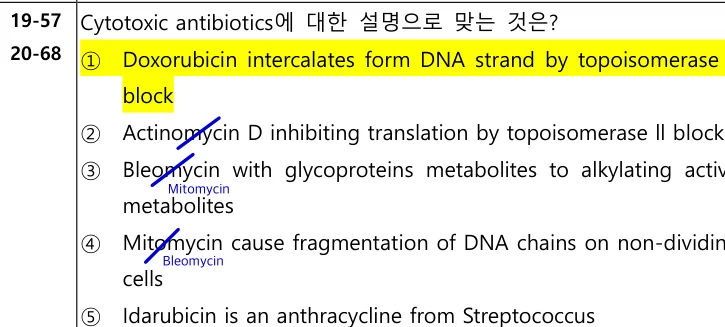 19-57 Cytotoxic antibiotics에 대한 설명으로 맞는 것은?
20-68 ① Doxorubicin intercalates form DNA strand by topoisomerase
block
② Actinomycin D inhibiting translation by topoisomerase ll block
③ Bleomycin with glycoproteins metabolites to alkylating activ
Mitomycin
metabolites
④ Mitomycin cause fragmentation of DNA chains on non-dividin
Bleomycin
cells
⑤ Idarubicin is an anthracycline from Streptococcus